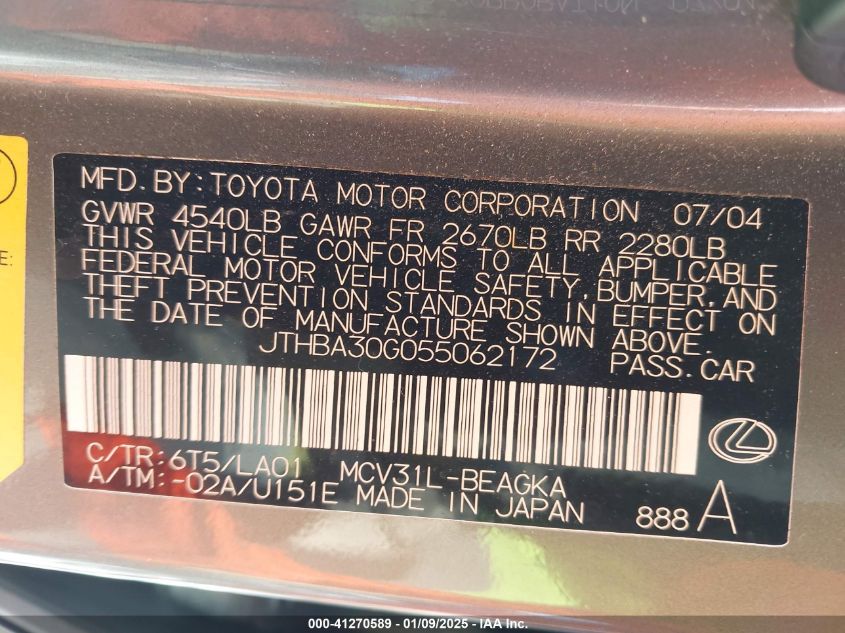 MFD. BY: TOYOTA MOTOR CORPORATION 07/04
GVWR 4540LB GAWR FR 2670LB RR 2280LB
THIS VEHICLE CONFORMS TO ALL APPLICABLE
FEDERAL MOTOR VEHICLE SAFETY, BUMPER, AND
THEFT PREVENTION STANDARDS IN EFFECT ON
THE DATE OF MANUFACTURE SHOWN ABOVE.
JTHBA30G055062172 PASS. CAR
C/TR: 6T5/LA01 MCV31L-BEAGKA
A/TM: -02A/U151E MADE IN JAPAN 888 A
E:
000-41270589 - 01/09/2025 - IAA Inc.